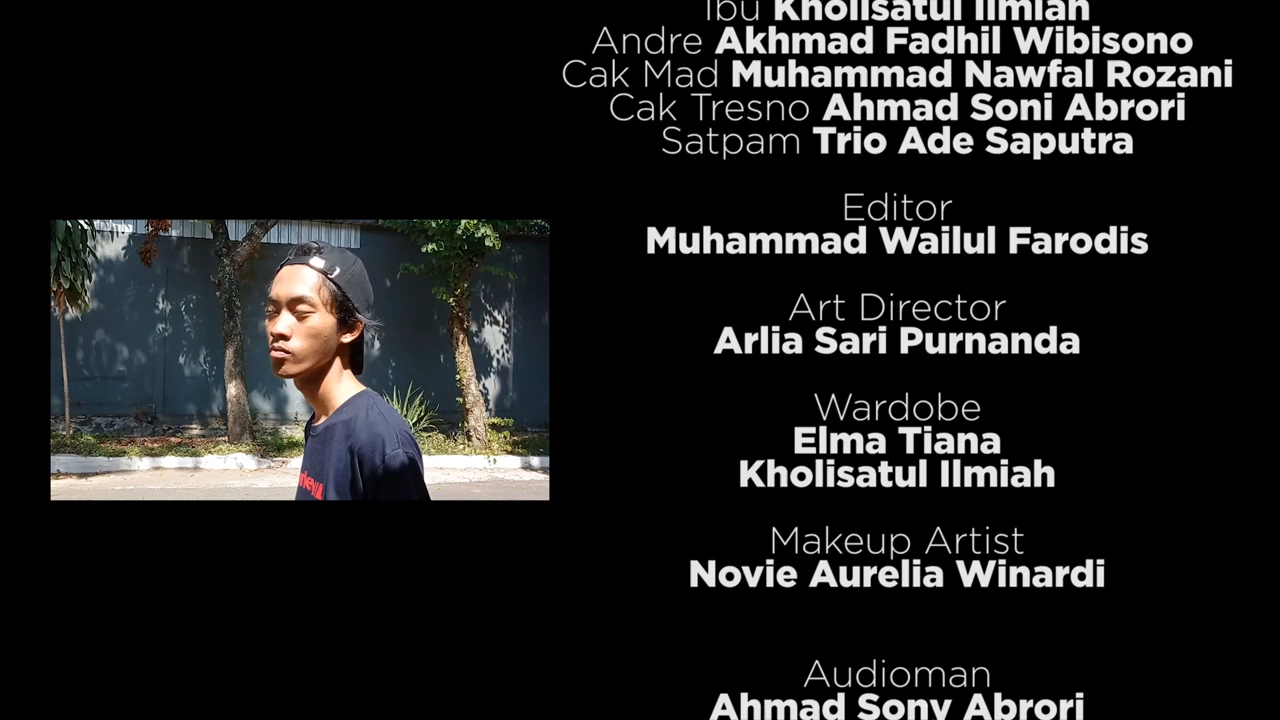 Ibu Kholisatul Ilmiah
Andre Akhmad Fadhil Wibisono
Cak Mad Muhammad Nawfal Rozani
Cak Tresno Ahmad Soni Abrori
Satpam Trio Ade Saputra
Editor
Muhammad Wailul Farodis
Art Director
Arlia Sari Purnanda
Wardobe
Elma Tiana
Kholisatul Ilmiah
Makeup Artist
Novie Aurelia Winardi
Audioman
Ahmad Sony Abrori